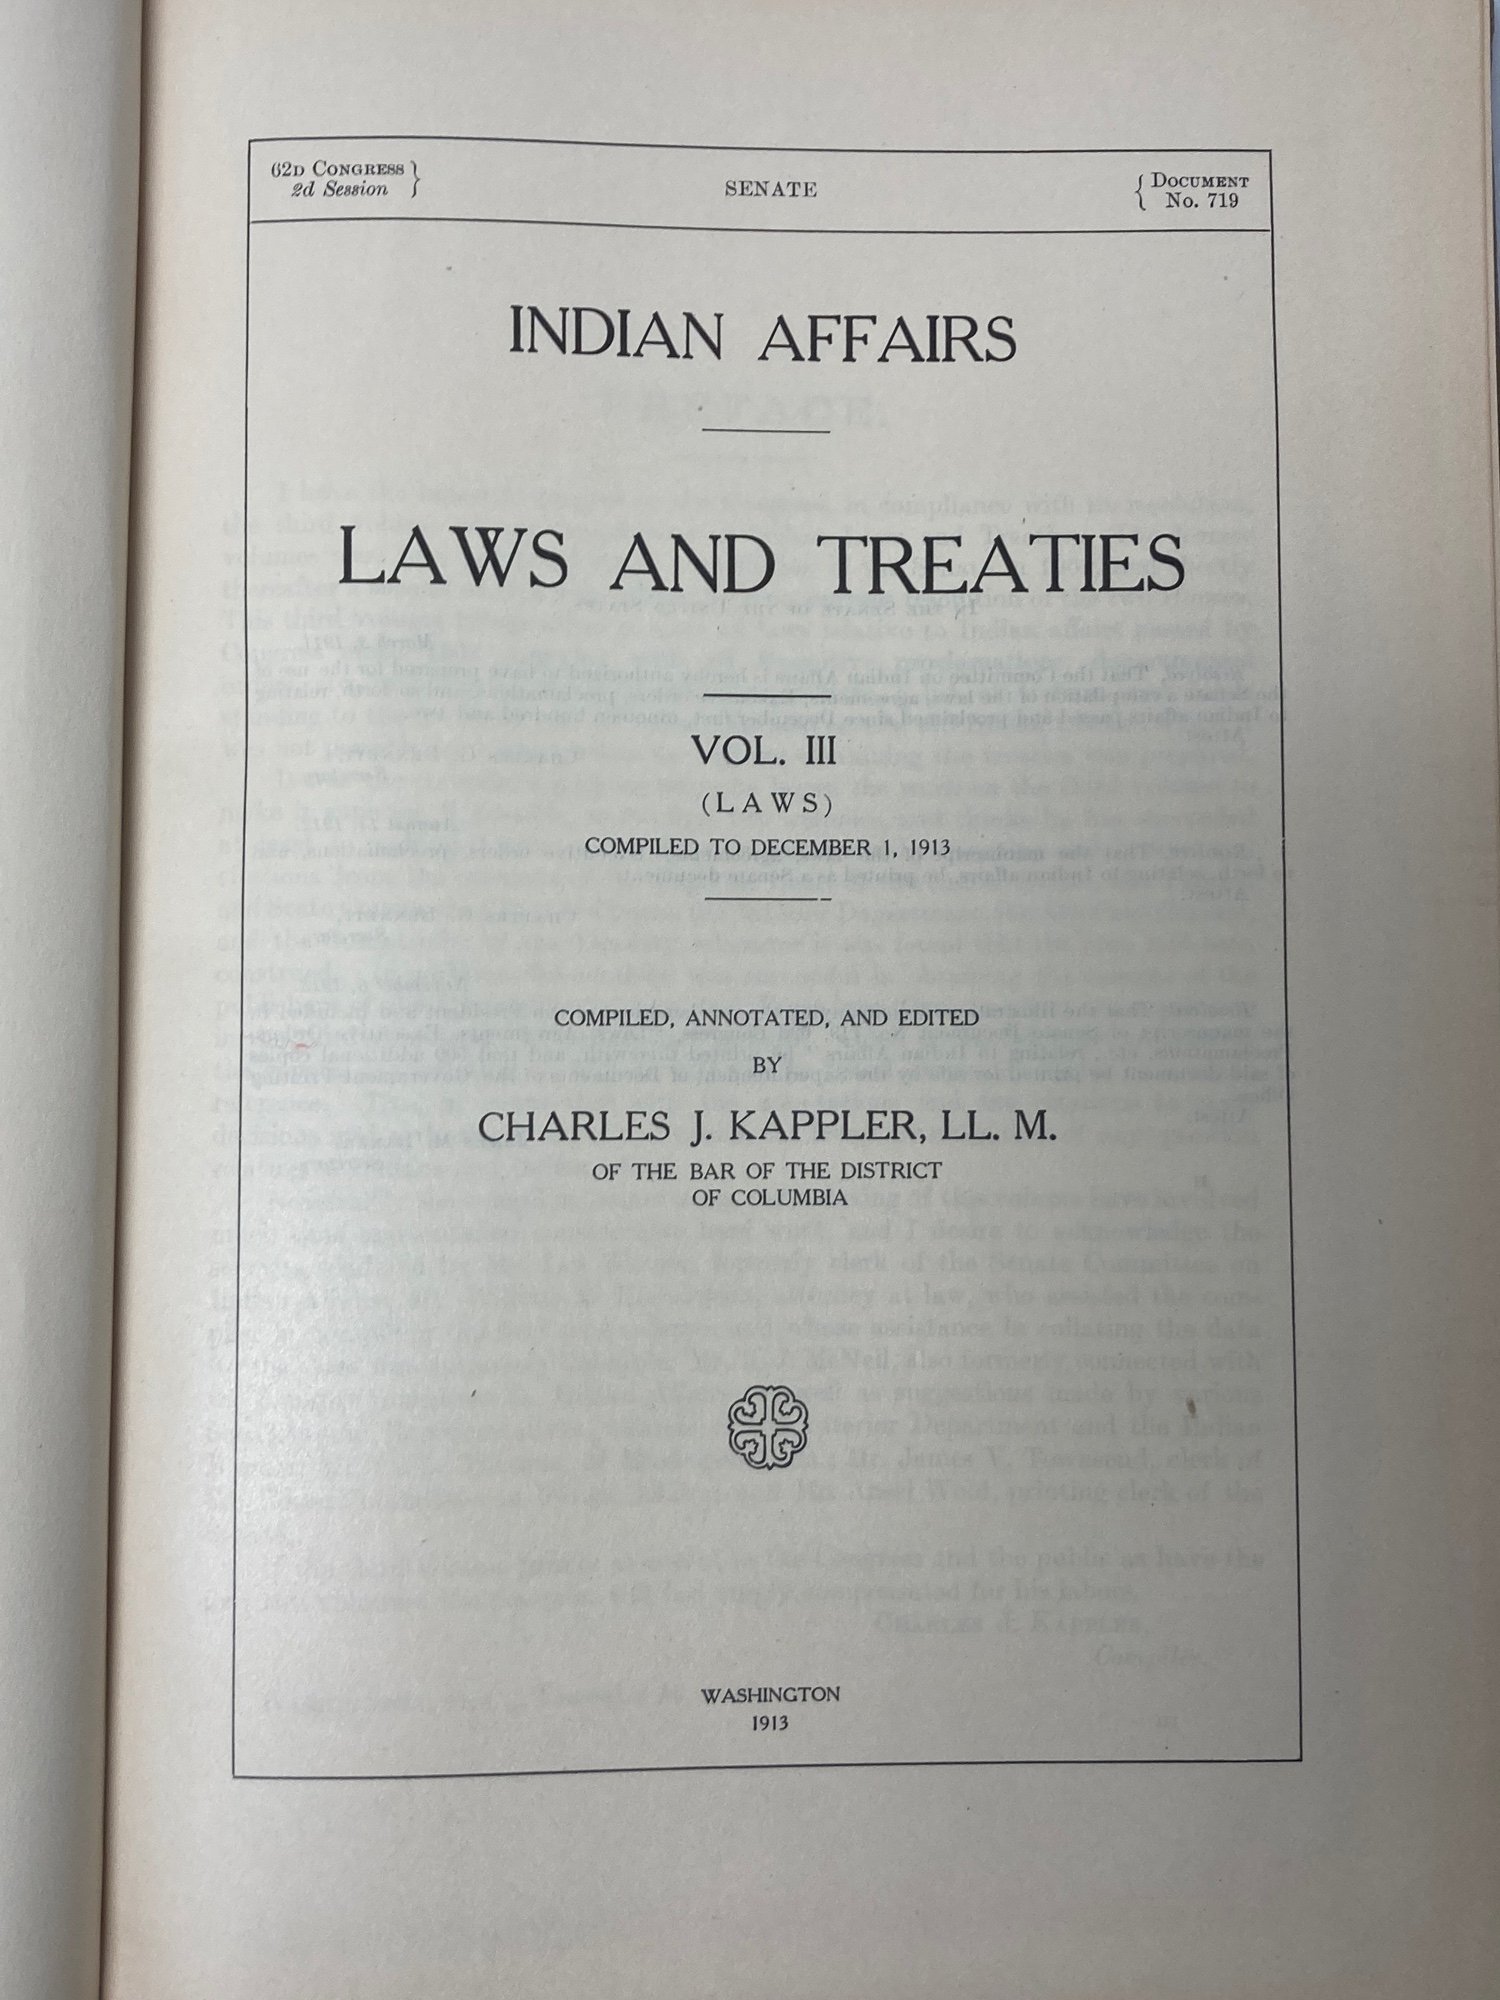 62D CONGRESS
2d Session
SENATE
DOCUMENT
No. 719
INDIAN AFFAIRS
LAWS AND TREATIES
VOL. III
(LAWS)
COMPILED TO DECEMBER 1, 1913
COMPILED, ANNOTATED, AND EDITED
BY
CHARLES J. KAPPLER, LL. M.
OF THE BAR OF THE DISTRICT
OF COLUMBIA
WASHINGTON
1913